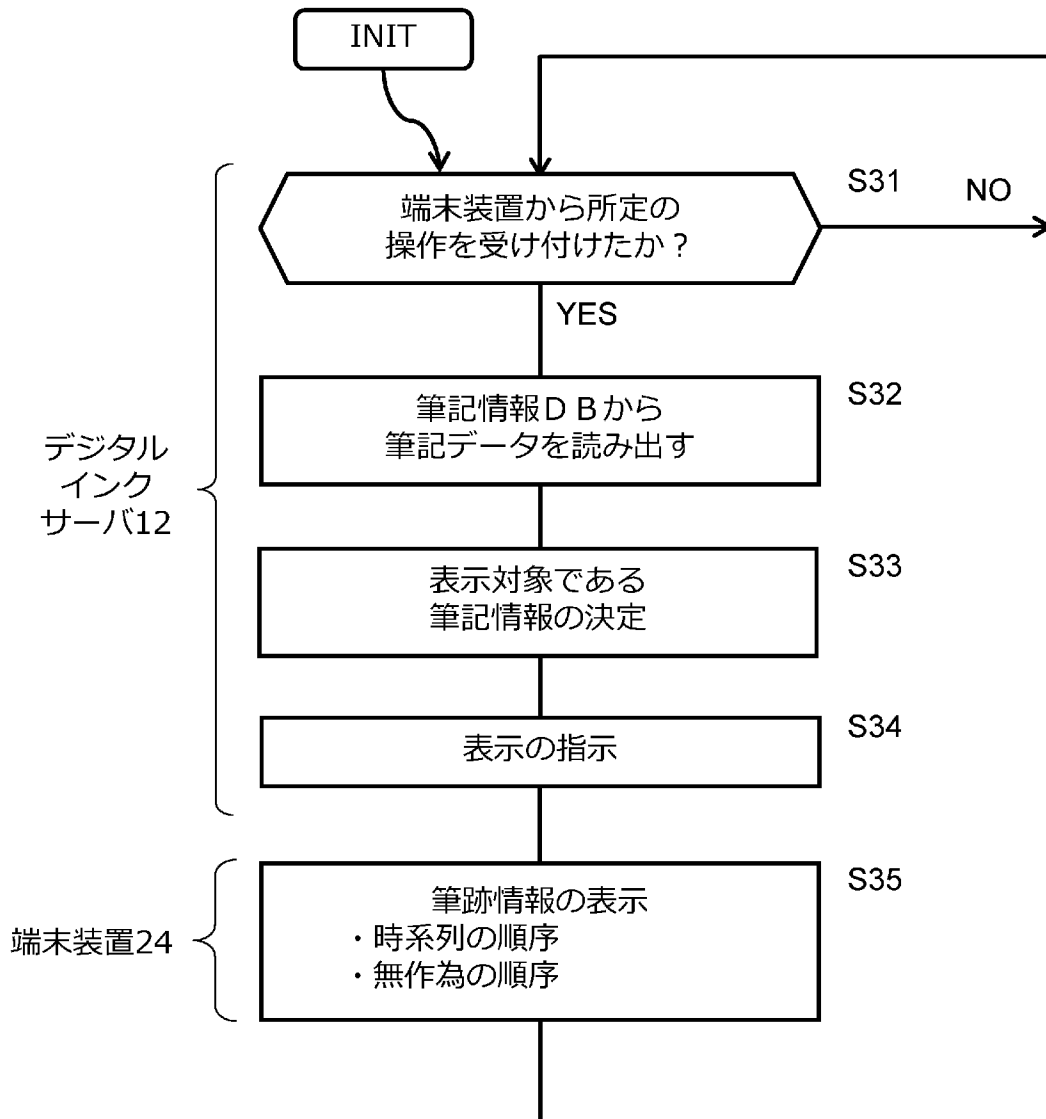 INIT
端末装置から所定の
操作を受け付けたか？
S31
NO
YES
筆記情報ＤＢから
筆記データを読み出す
S32
デジタル
インク
サーバ12
表示対象である
筆記情報の決定
S33
表示の指示
S34
筆跡情報の表示
・時系列の順序
・無作為の順序
S35
端末装置24